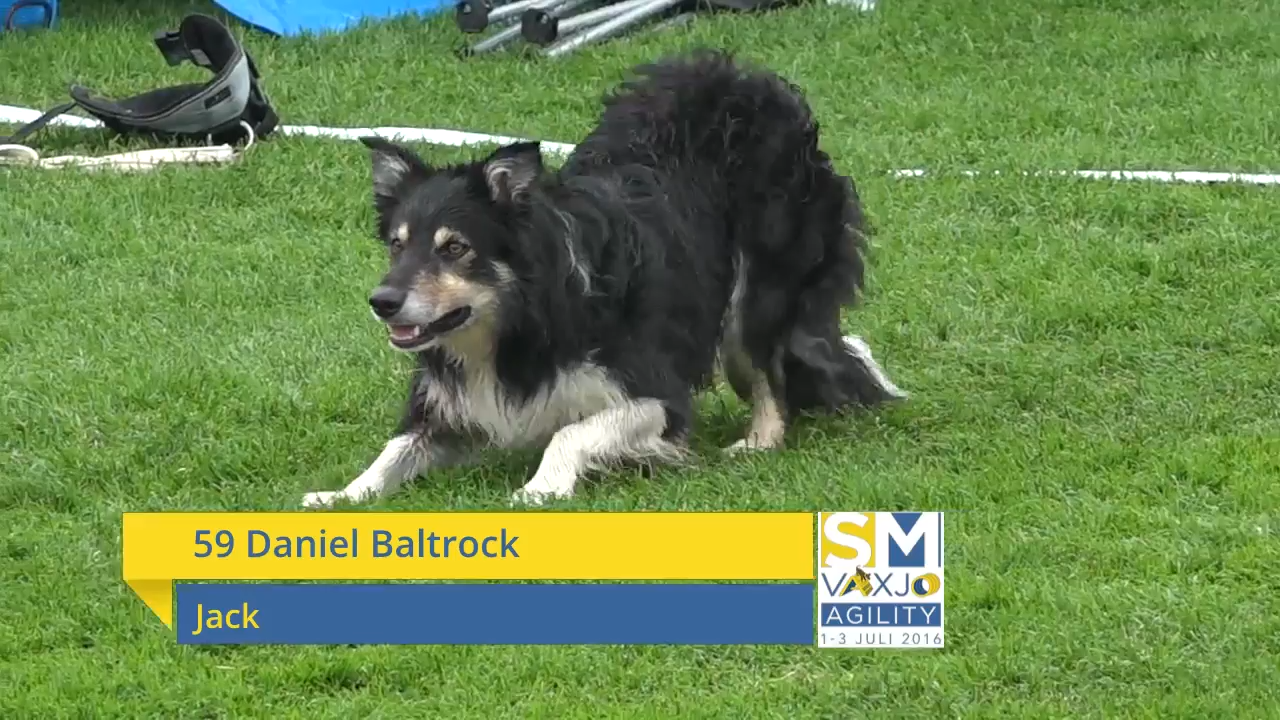 59 Daniel Baltrock
Jack
SM
VÄXJÖ
AGILITY
1-3 JULI 2016